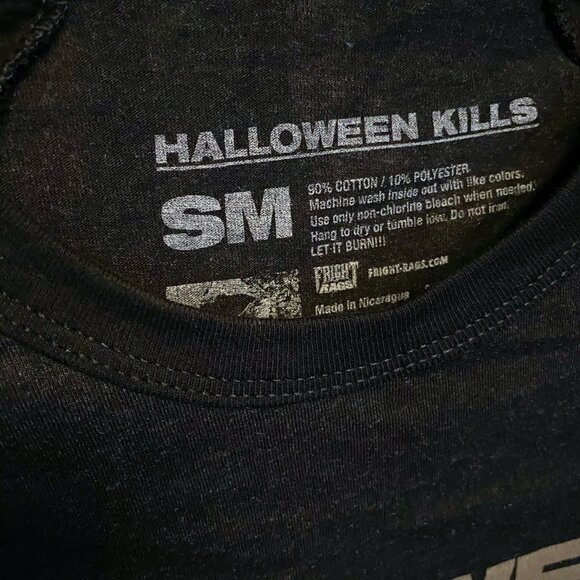 HALLOWEEN KILLS
SM
90% COTTON / 10% POLYESTER
Machine wash inside out with like colors.
Use only non-chlorine bleach when needed.
Hang to dry or tumble low. Do not iron.
LET IT BURN!!!
FRIGHT
RAGS
FRIGHT-RAGS.COM
Made in Nicaragua